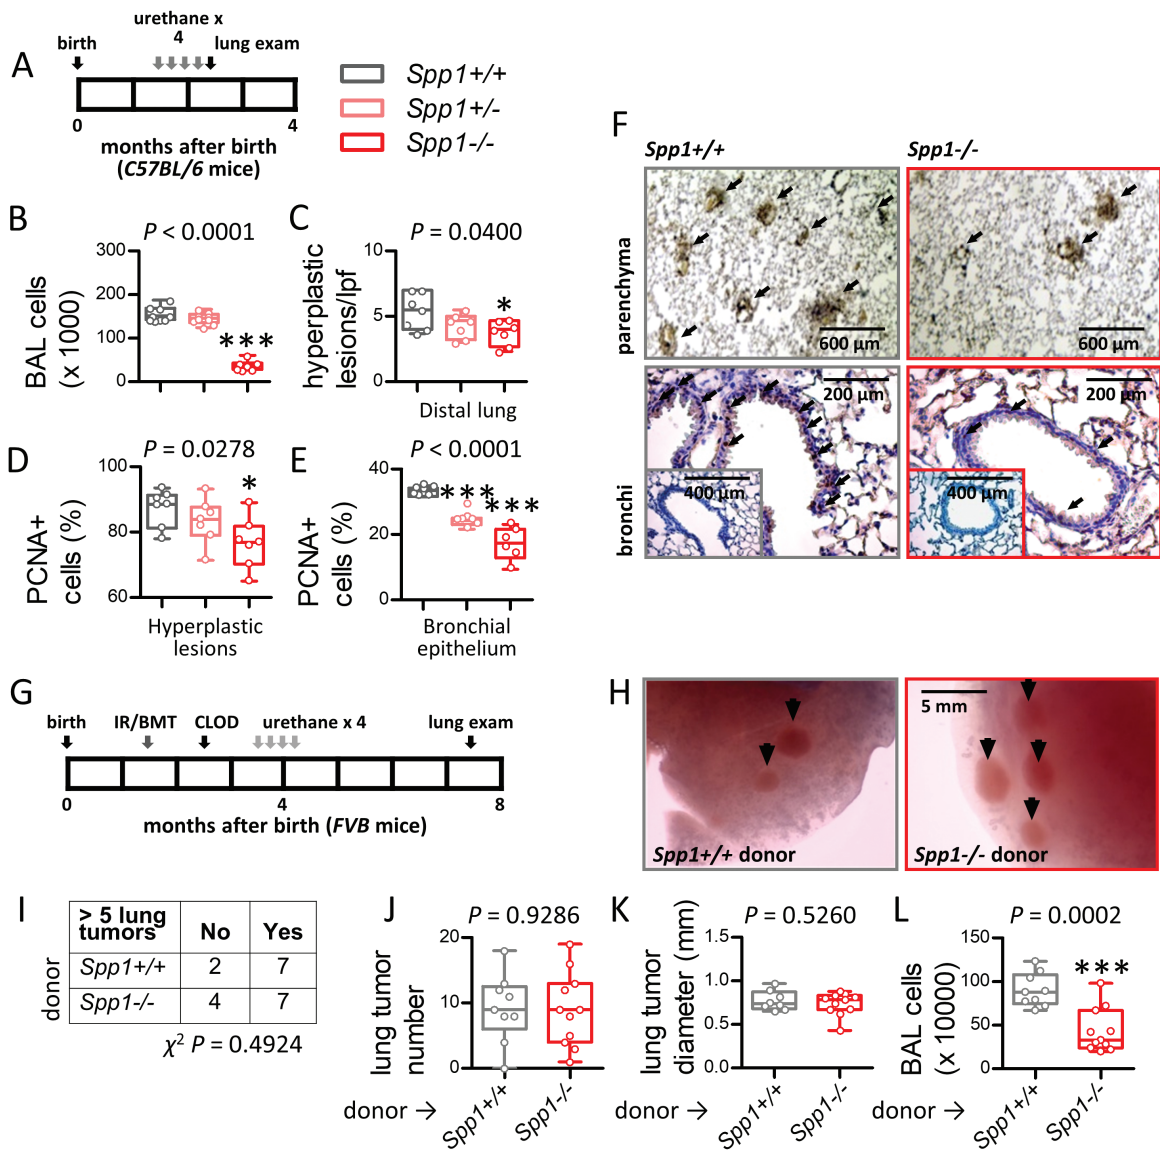 A
birth
urethane x
4
lung exam
0
4
months after birth
(C57BL/6 mice)
Spp1+/+
Spp1+/-
Spp1-/-
B
P < 0.0001
BAL cells
(x 1000)
300
200
100
0
***
C
P = 0.0400
hyperplastic
lesions/lpf
10
5
0
*
Distal lung
D
P = 0.0278
PCNA+
cells (%)
100
80
60
*
Hyperplastic
lesions
E
P < 0.0001
PCNA+
cells (%)
40
20
0
***
***
Bronchial
epithelium
F
Spp1+/+
Spp1-/-
parenchyma
600 µm
600 µm
bronchi
200 µm
400 µm
200 µm
400 µm
G
birth
IR/BMT
CLOD
urethane x 4
lung exam
0
4
8
months after birth (FVB mice)
H
Spp1+/+ donor
5 mm
Spp1-/- donor
I
donor
> 5 lung
tumors
No
Yes
Spp1+/+
2
7
Spp1-/-
4
7
χ² P = 0.4924
J
P = 0.9286
lung tumor
number
20
10
0
donor →
Spp1+/+
Spp1-/-
K
P = 0.5260
lung tumor
diameter (mm)
1.5
1.0
0.5
0.0
donor →
Spp1+/+
Spp1-/-
L
P = 0.0002
BAL cells
(x 10000)
150
100
50
0
***
donor →
Spp1+/+
Spp1-/-